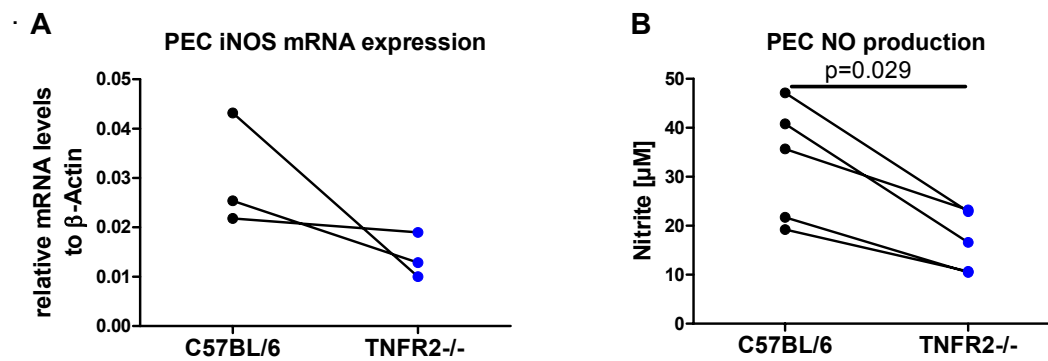 A
PEC iNOS mRNA expression
relative mRNA levels
to β-Actin
0.05
0.04
0.03
0.02
0.01
0.00
C57BL/6 TNFR2-/-
B
PEC NO production
p=0.029
Nitrite [µM]
50
40
30
20
10
0
C57BL/6 TNFR2-/-